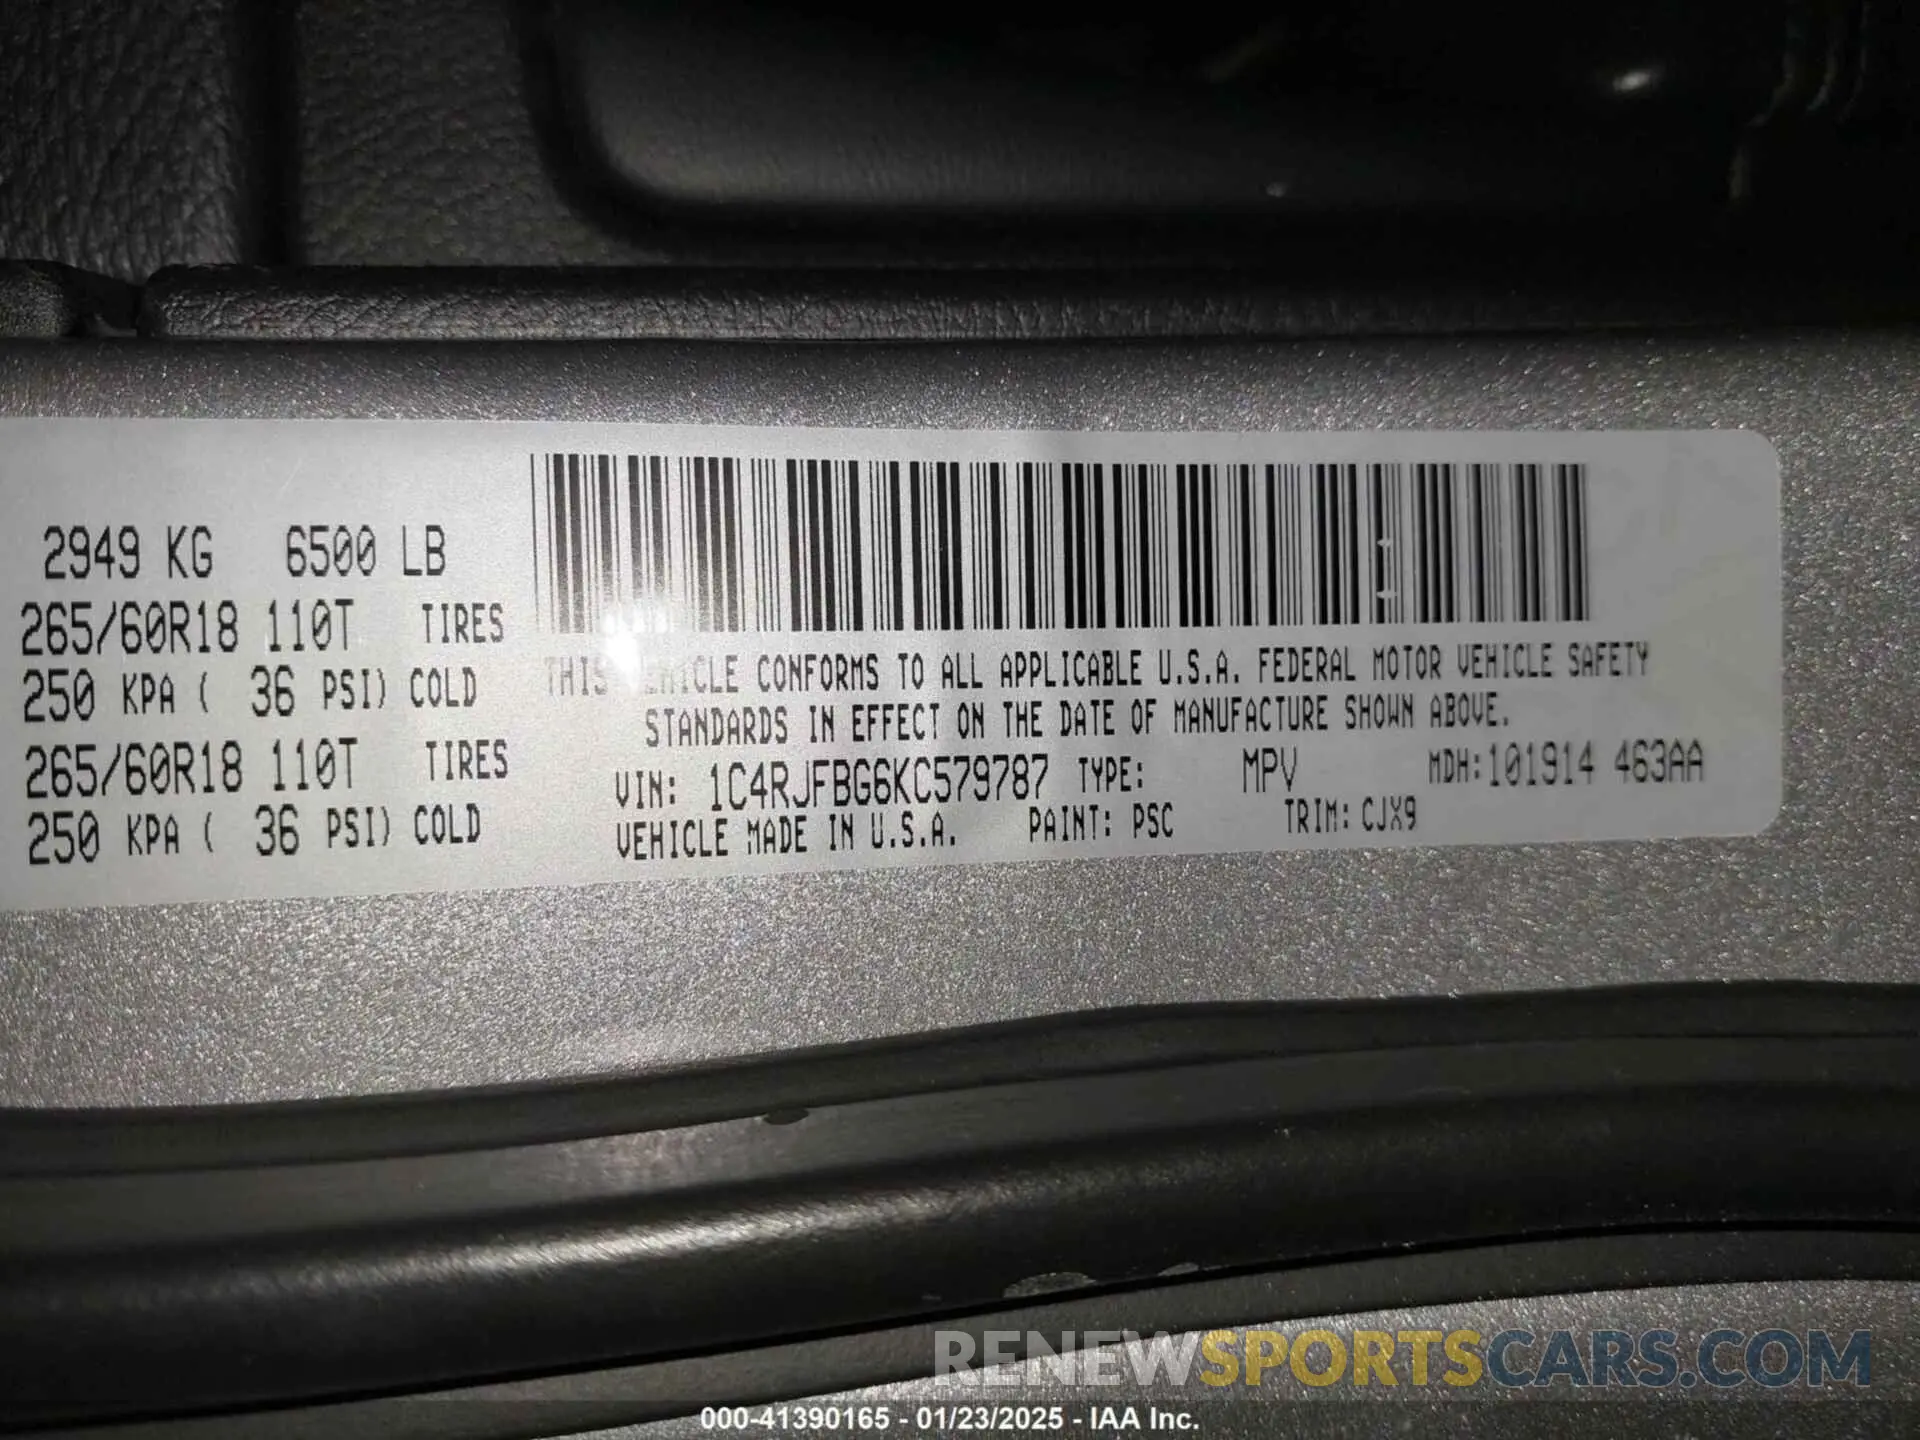 2949 KG 6500 LB
265/60R18 110T TIRES
250 KPA ( 36 PSI) COLD
265/60R18 110T TIRES
250 KPA ( 36 PSI) COLD
THIS VEHICLE CONFORMS TO ALL APPLICABLE U.S.A. FEDERAL MOTOR VEHICLE SAFETY
STANDARDS IN EFFECT ON THE DATE OF MANUFACTURE SHOWN ABOVE.
VIN: 1C4RJFBG6KC579787 TYPE: MPV MDH:101914 463AA
VEHICLE MADE IN U.S.A. PAINT: PSC TRIM: CJX9
RENEWSPORTSCARS.COM
000-41390165 - 01/23/2025 - IAA Inc.